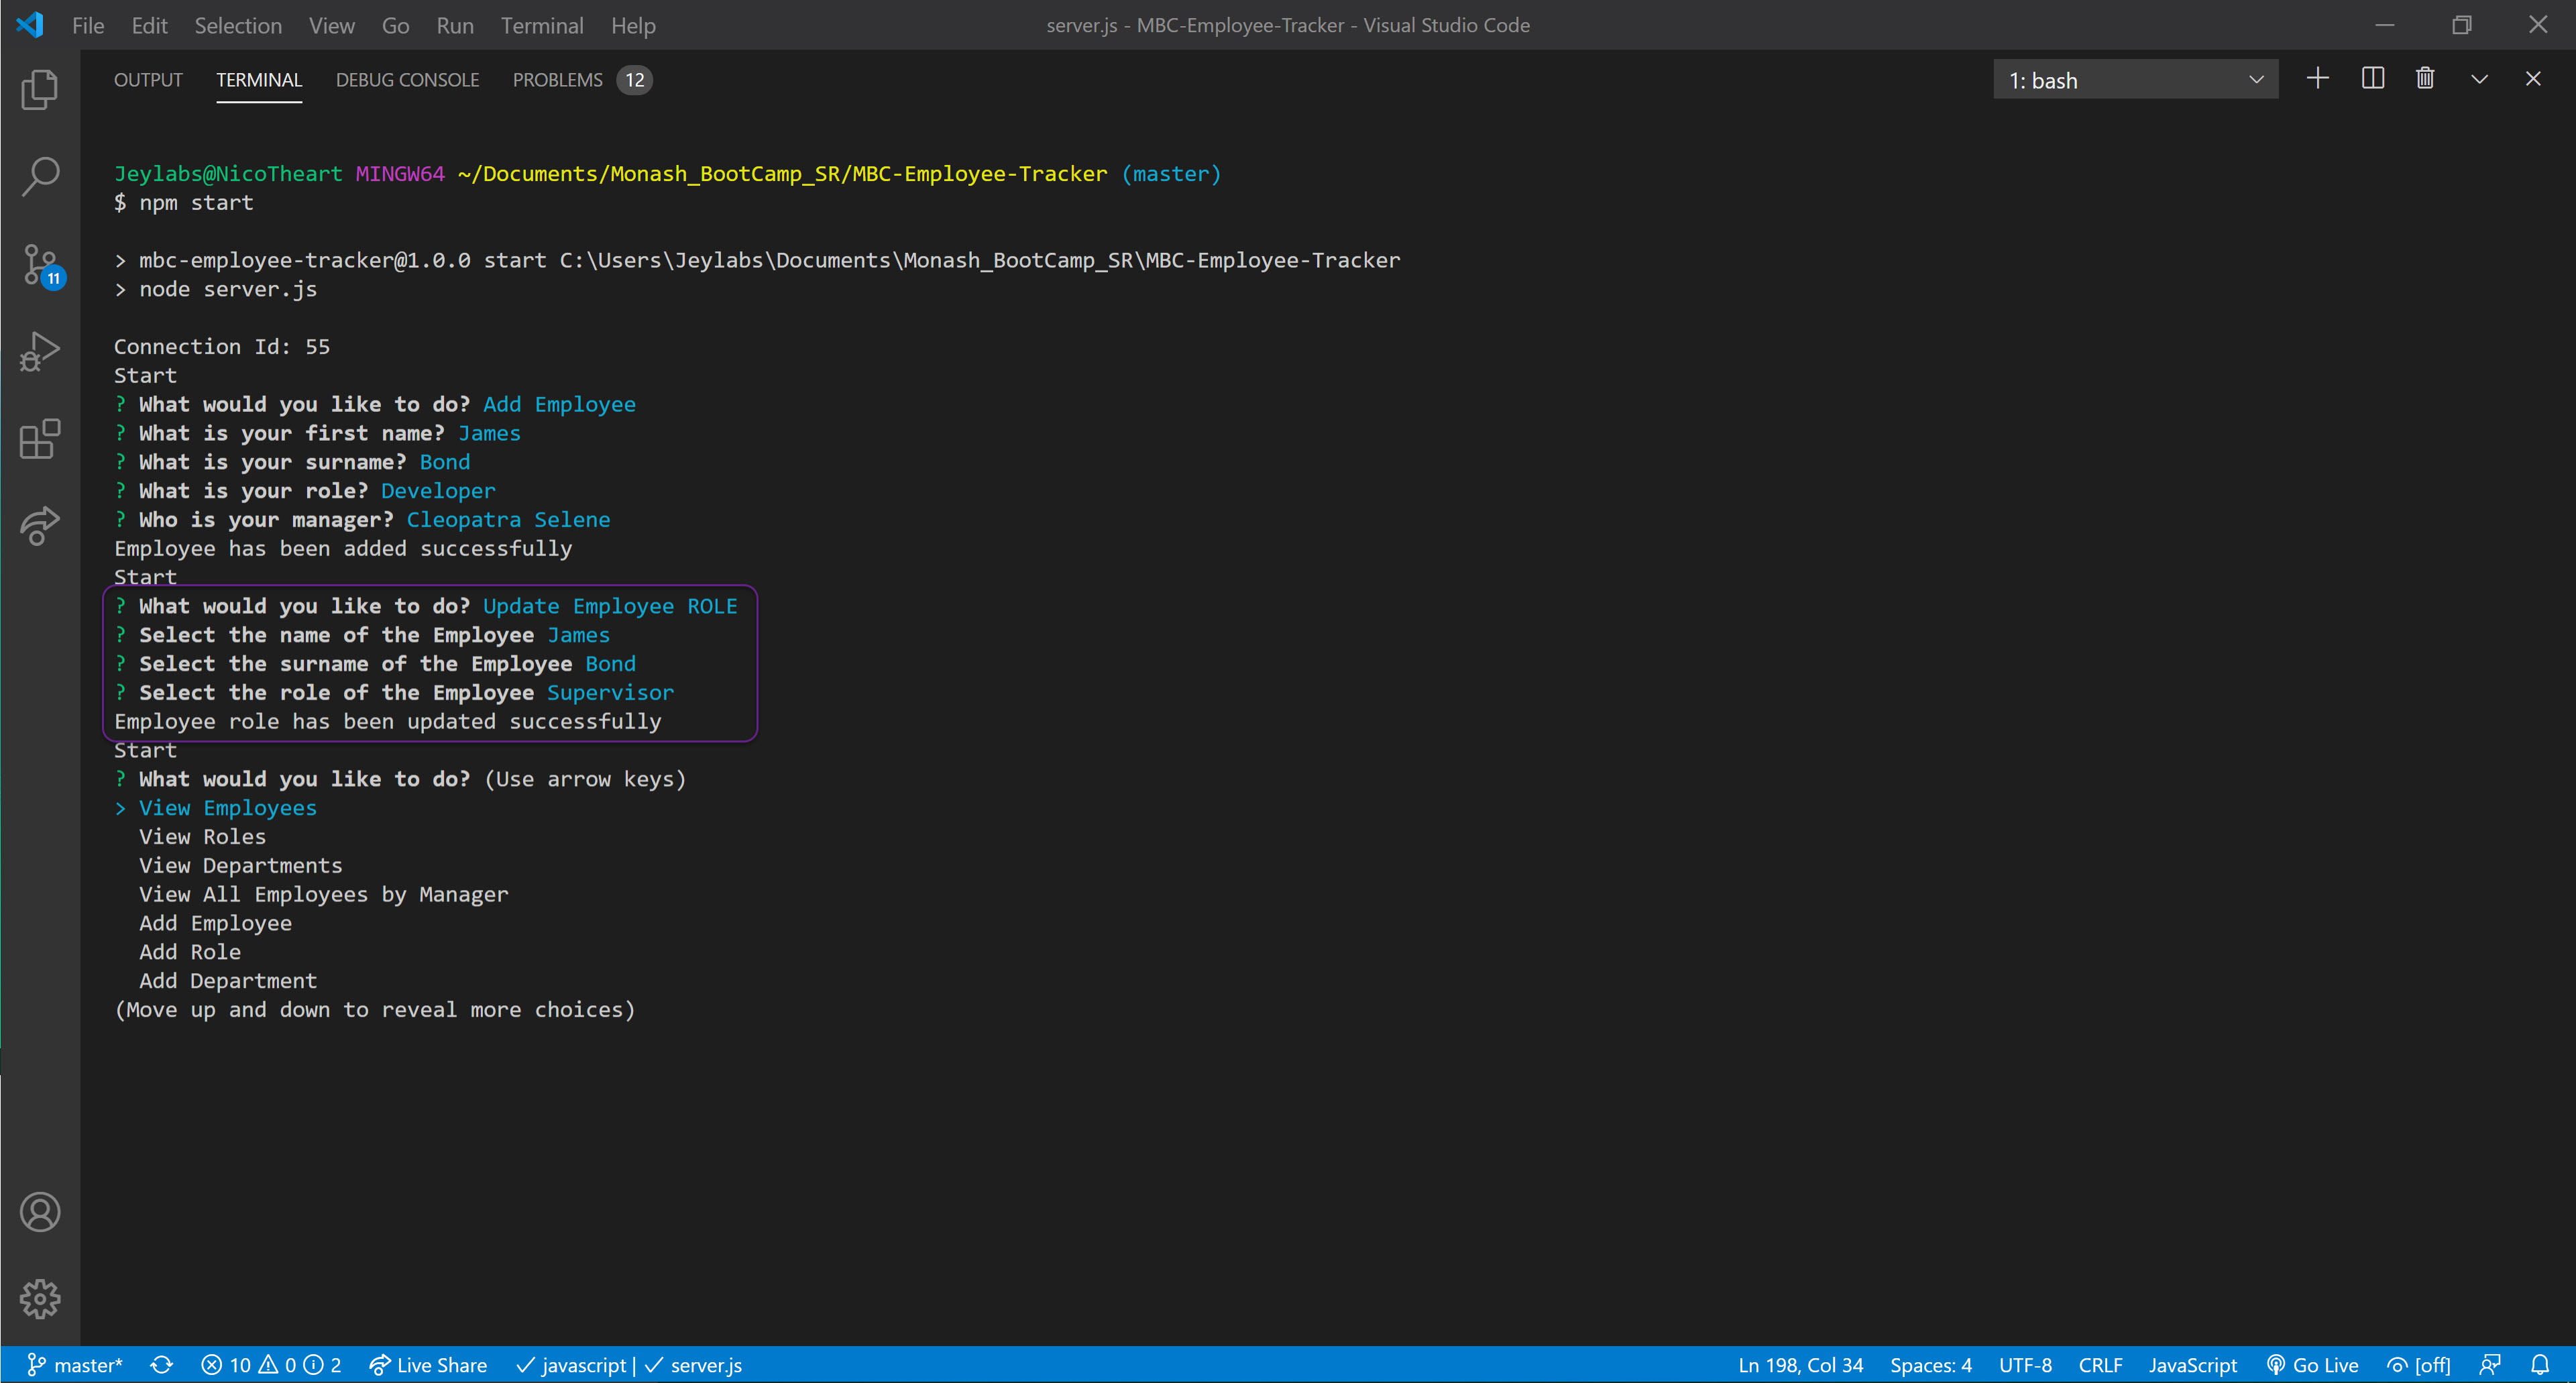 File Edit Selection View Go Run Terminal Help server.js - MBC-Employee-Tracker - Visual Studio Code
OUTPUT TERMINAL DEBUG CONSOLE PROBLEMS 12 1: bash
Jeylabs@NicoTheart MINGW64 ~/Documents/Monash_BootCamp_SR/MBC-Employee-Tracker (master)
$ npm start
> mbc-employee-tracker@1.0.0 start C:\Users\Jeylabs\Documents\Monash_BootCamp_SR\MBC-Employee-Tracker
> node server.js
11
Connection Id: 55
Start
? What would you like to do? Add Employee
? What is your first name? James
? What is your surname? Bond
? What is your role? Developer
? Who is your manager? Cleopatra Selene
Employee has been added successfully
Start
? What would you like to do? Update Employee ROLE
? Select the name of the Employee James
? Select the surname of the Employee Bond
? Select the role of the Employee Supervisor
Employee role has been updated successfully
Start
? What would you like to do? (Use arrow keys)
> View Employees
View Roles
View Departments
View All Employees by Manager
Add Employee
Add Role
Add Department
(Move up and down to reveal more choices)
master* 10 0 2 Live Share javascript | server.js Ln 198, Col 34 Spaces: 4 UTF-8 CRLF JavaScript Go Live [off]